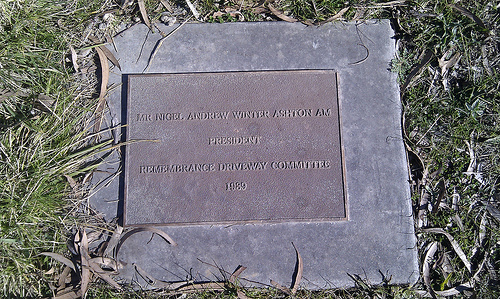 MR NIGEL ANDREW WINTER ASHTON AM
PRESIDENT
REMEMBRANCE DRIVEWAY COMMITTEE
1989